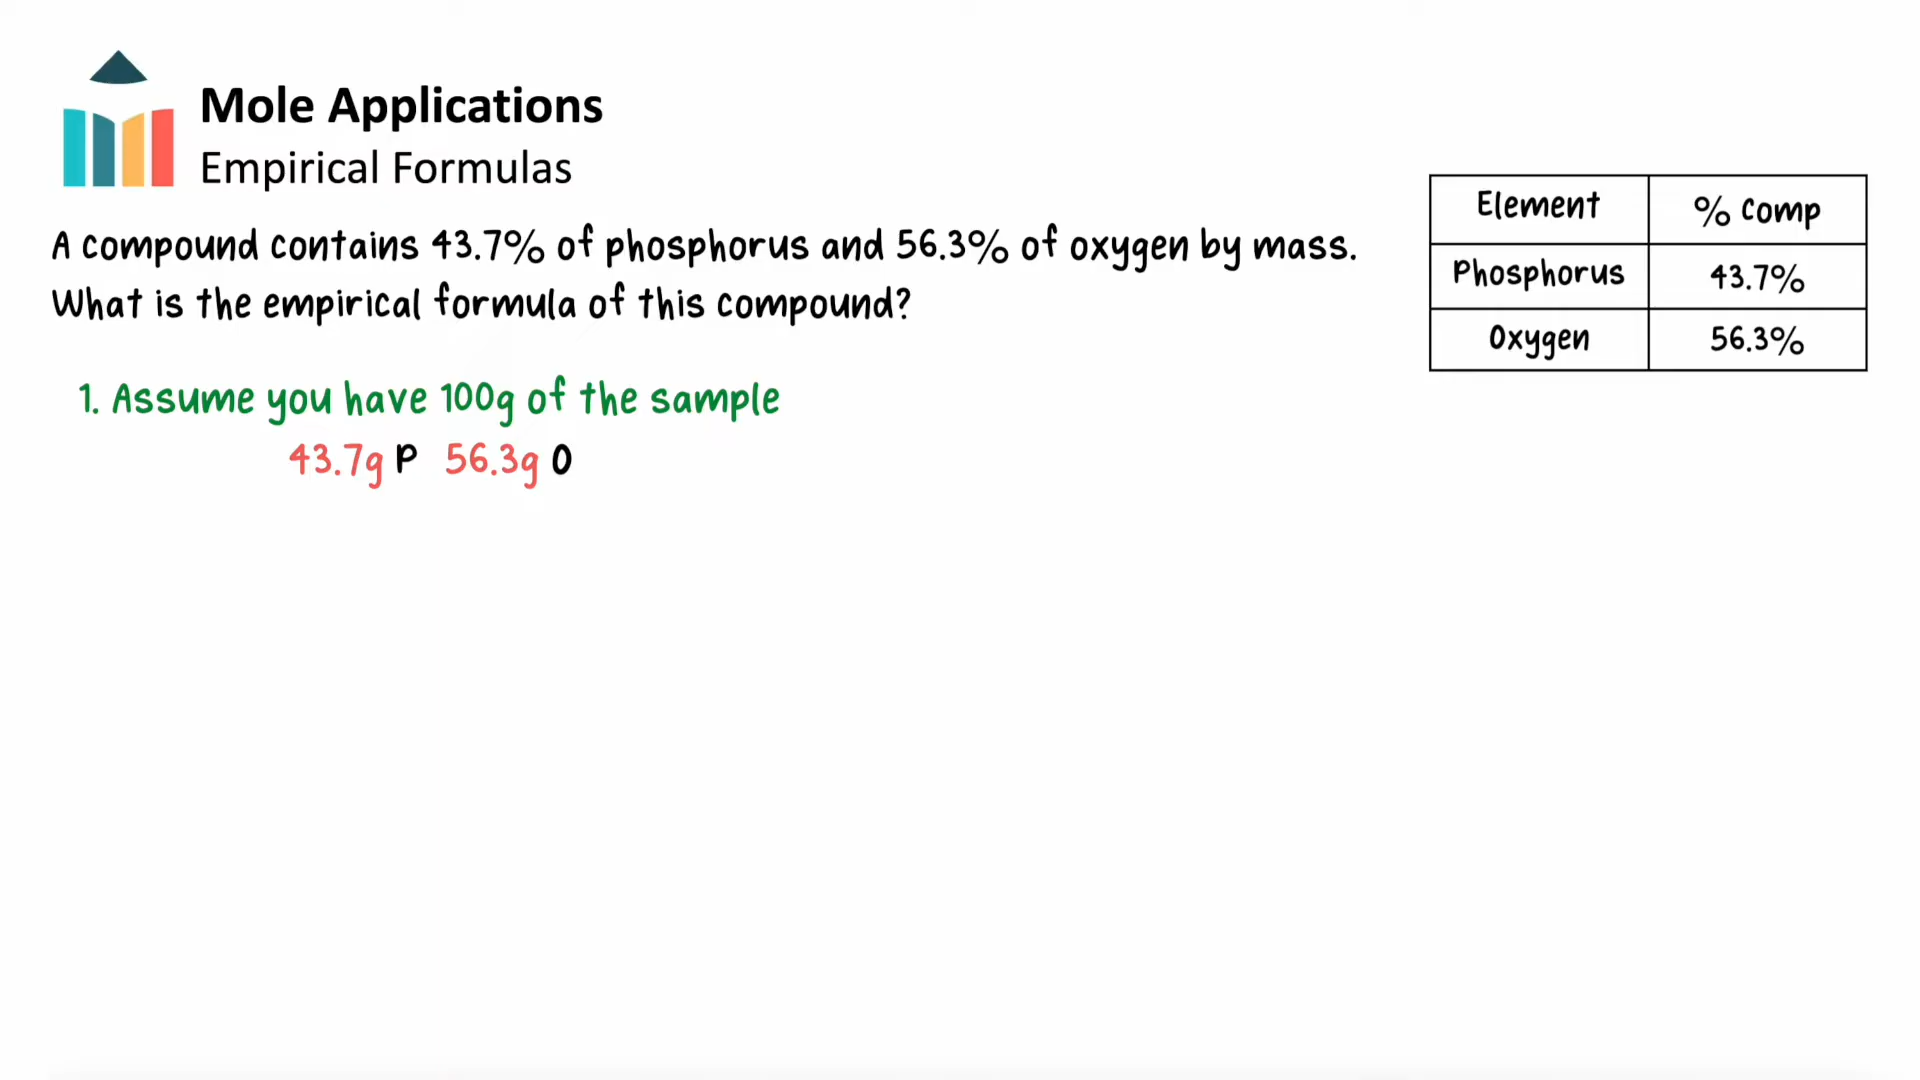 Mole Applications
Empirical Formulas
A compound contains 43.7% of phosphorus and 56.3% of oxygen by mass.
What is the empirical formula of this compound?
Element % comp
Phosphorus 43.7%
Oxygen 56.3%
1. Assume you have 100g of the sample
43.7g P 56.3g O